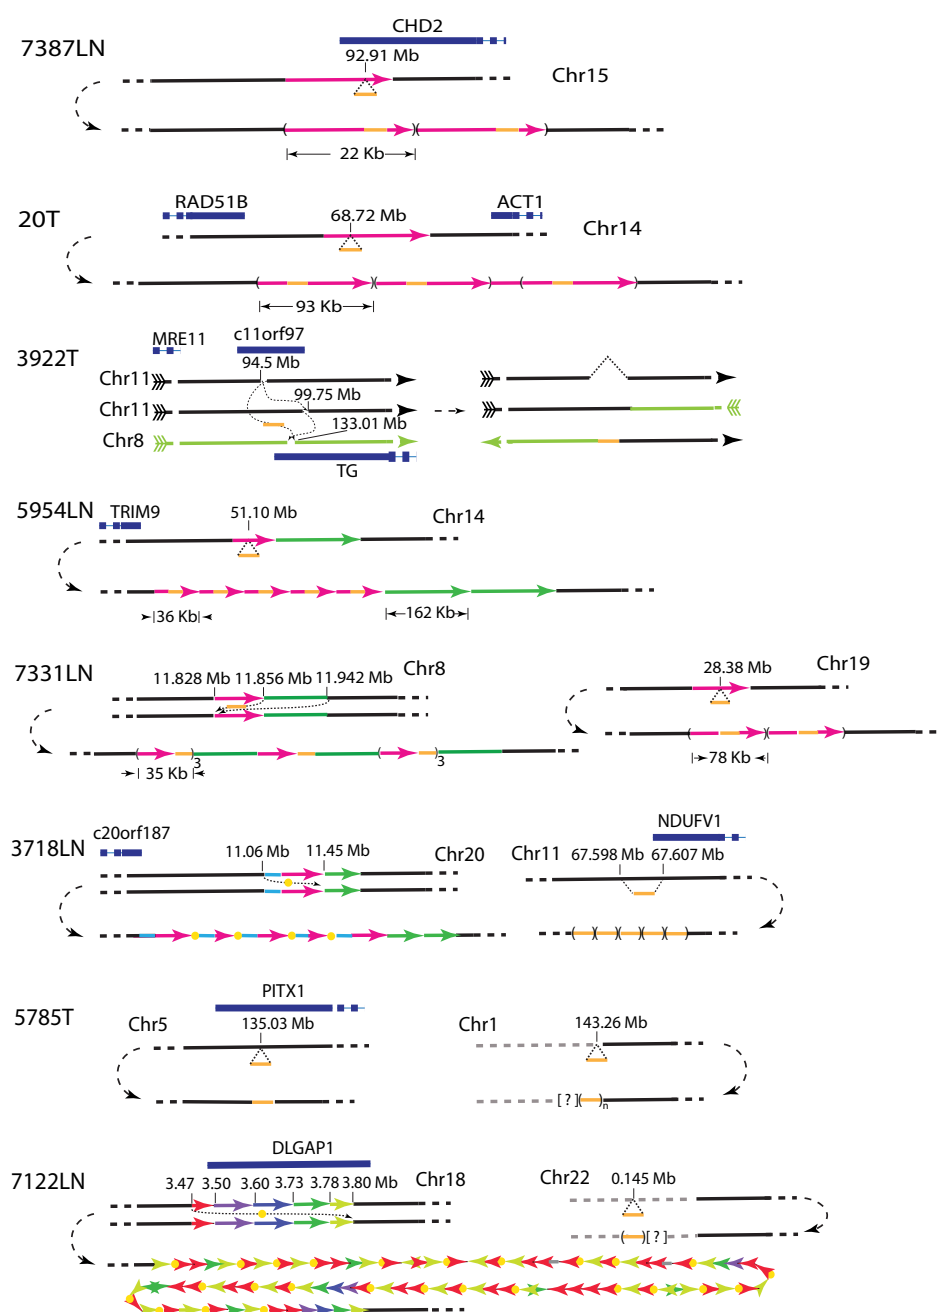 CHD2
7387LN
92.91 Mb
Chr15
22 Kb
RAD51B
ACT1
20T
68.72 Mb
Chr14
93 Kb
MRE11
c11orf97
3922T
94.5 Mb
Chr11
99.75 Mb
Chr11
133.01 Mb
Chr8
TG
5954LN
TRIM9
51.10 Mb
Chr14
36 Kb
162 Kb
7331LN
Chr8
Chr19
11.828 Mb
11.856 Mb
11.942 Mb
28.38 Mb
( )3 ( )3
35 Kb
78 Kb
c20orf187
NDUFV1
3718LN
11.06 Mb
11.45 Mb
Chr20
Chr11
67.598 Mb
67.607 Mb
PITX1
5785T
Chr5
135.03 Mb
Chr1
143.26 Mb
[ ? ]( )n
DLGAP1
7122LN
3.47 3.50 3.60 3.73 3.78 3.80 Mb
Chr18
Chr22
0.145 Mb
( )[ ? ]